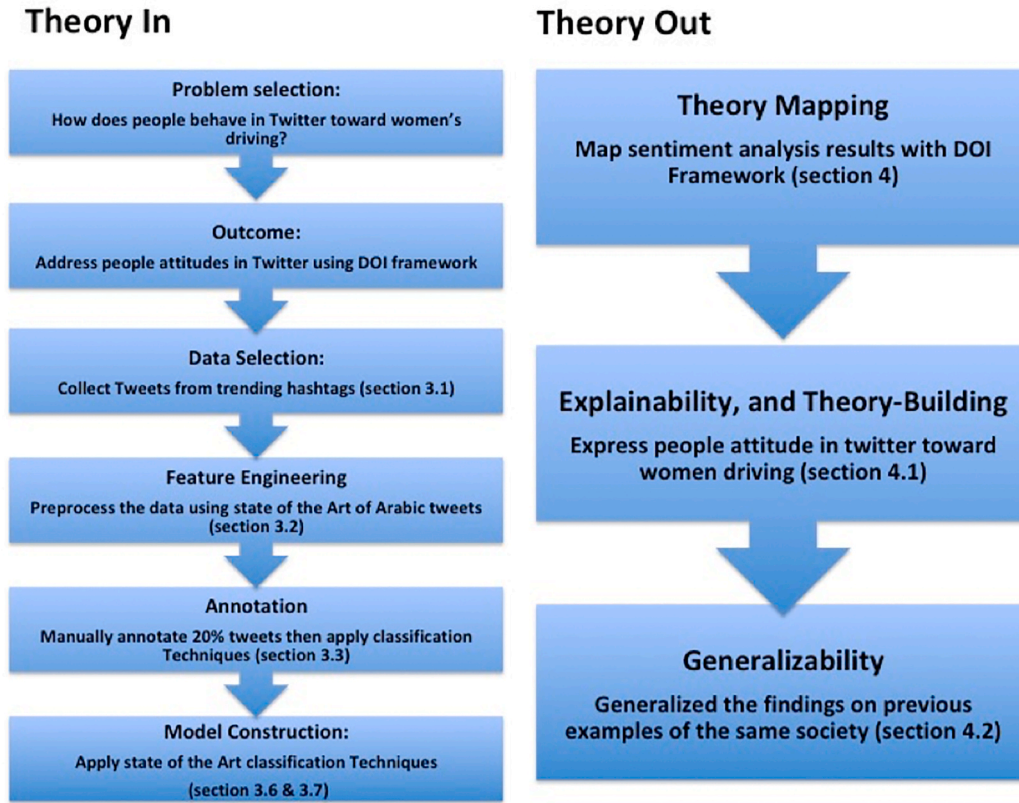 Theory In
Problem selection:
How does people behave in Twitter toward women's
driving?
Outcome:
Address people attitudes in Twitter using DOI framework
Data Selection:
Collect Tweets from trending hashtags (section 3.1)
Feature Engineering
Preprocess the data using state of the Art of Arabic tweets
(section 3.2)
Annotation
Manually annotate 20% tweets then apply classification
Techniques (section 3.3)
Model Construction:
Apply state of the Art classification Techniques
(section 3.6 & 3.7)
Theory Out
Theory Mapping
Map sentiment analysis results with DOI
Framework (section 4)
Explainability, and Theory-Building
Express people attitude in twitter toward
women driving (section 4.1)
Generalizability
Generalized the findings on previous
examples of the same society (section 4.2)